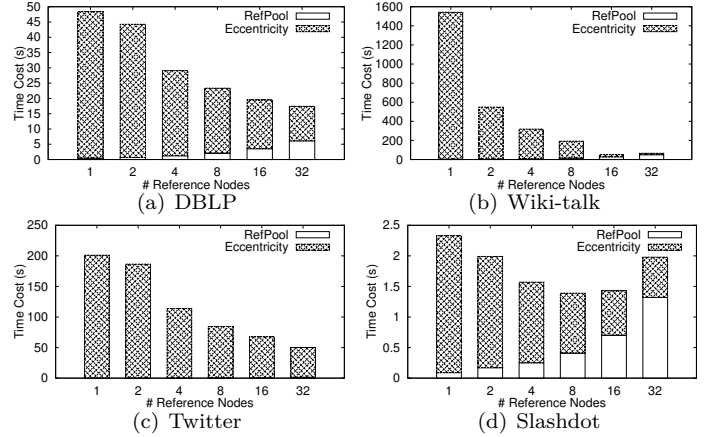 50
45
40
35
30
25
20
15
10
5
0
Time Cost (s)
RefPool
Eccentricity
1 2 4 8 16 32
# Reference Nodes
(a) DBLP
1600
1400
1200
1000
800
600
400
200
0
Time Cost (s)
RefPool
Eccentricity
1 2 4 8 16 32
# Reference Nodes
(b) Wiki-talk
250
200
150
100
50
0
Time Cost (s)
RefPool
Eccentricity
1 2 4 8 16 32
# Reference Nodes
(c) Twitter
2.5
2
1.5
1
0.5
0
Time Cost (s)
RefPool
Eccentricity
1 2 4 8 16 32
# Reference Nodes
(d) Slashdot